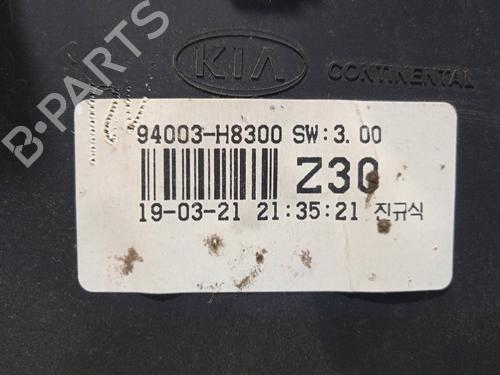 B-PARTS
KIA CONTINENTAL
94003-H8300 SW:3.00
Z30
19-03-21 21:35:21 진규식